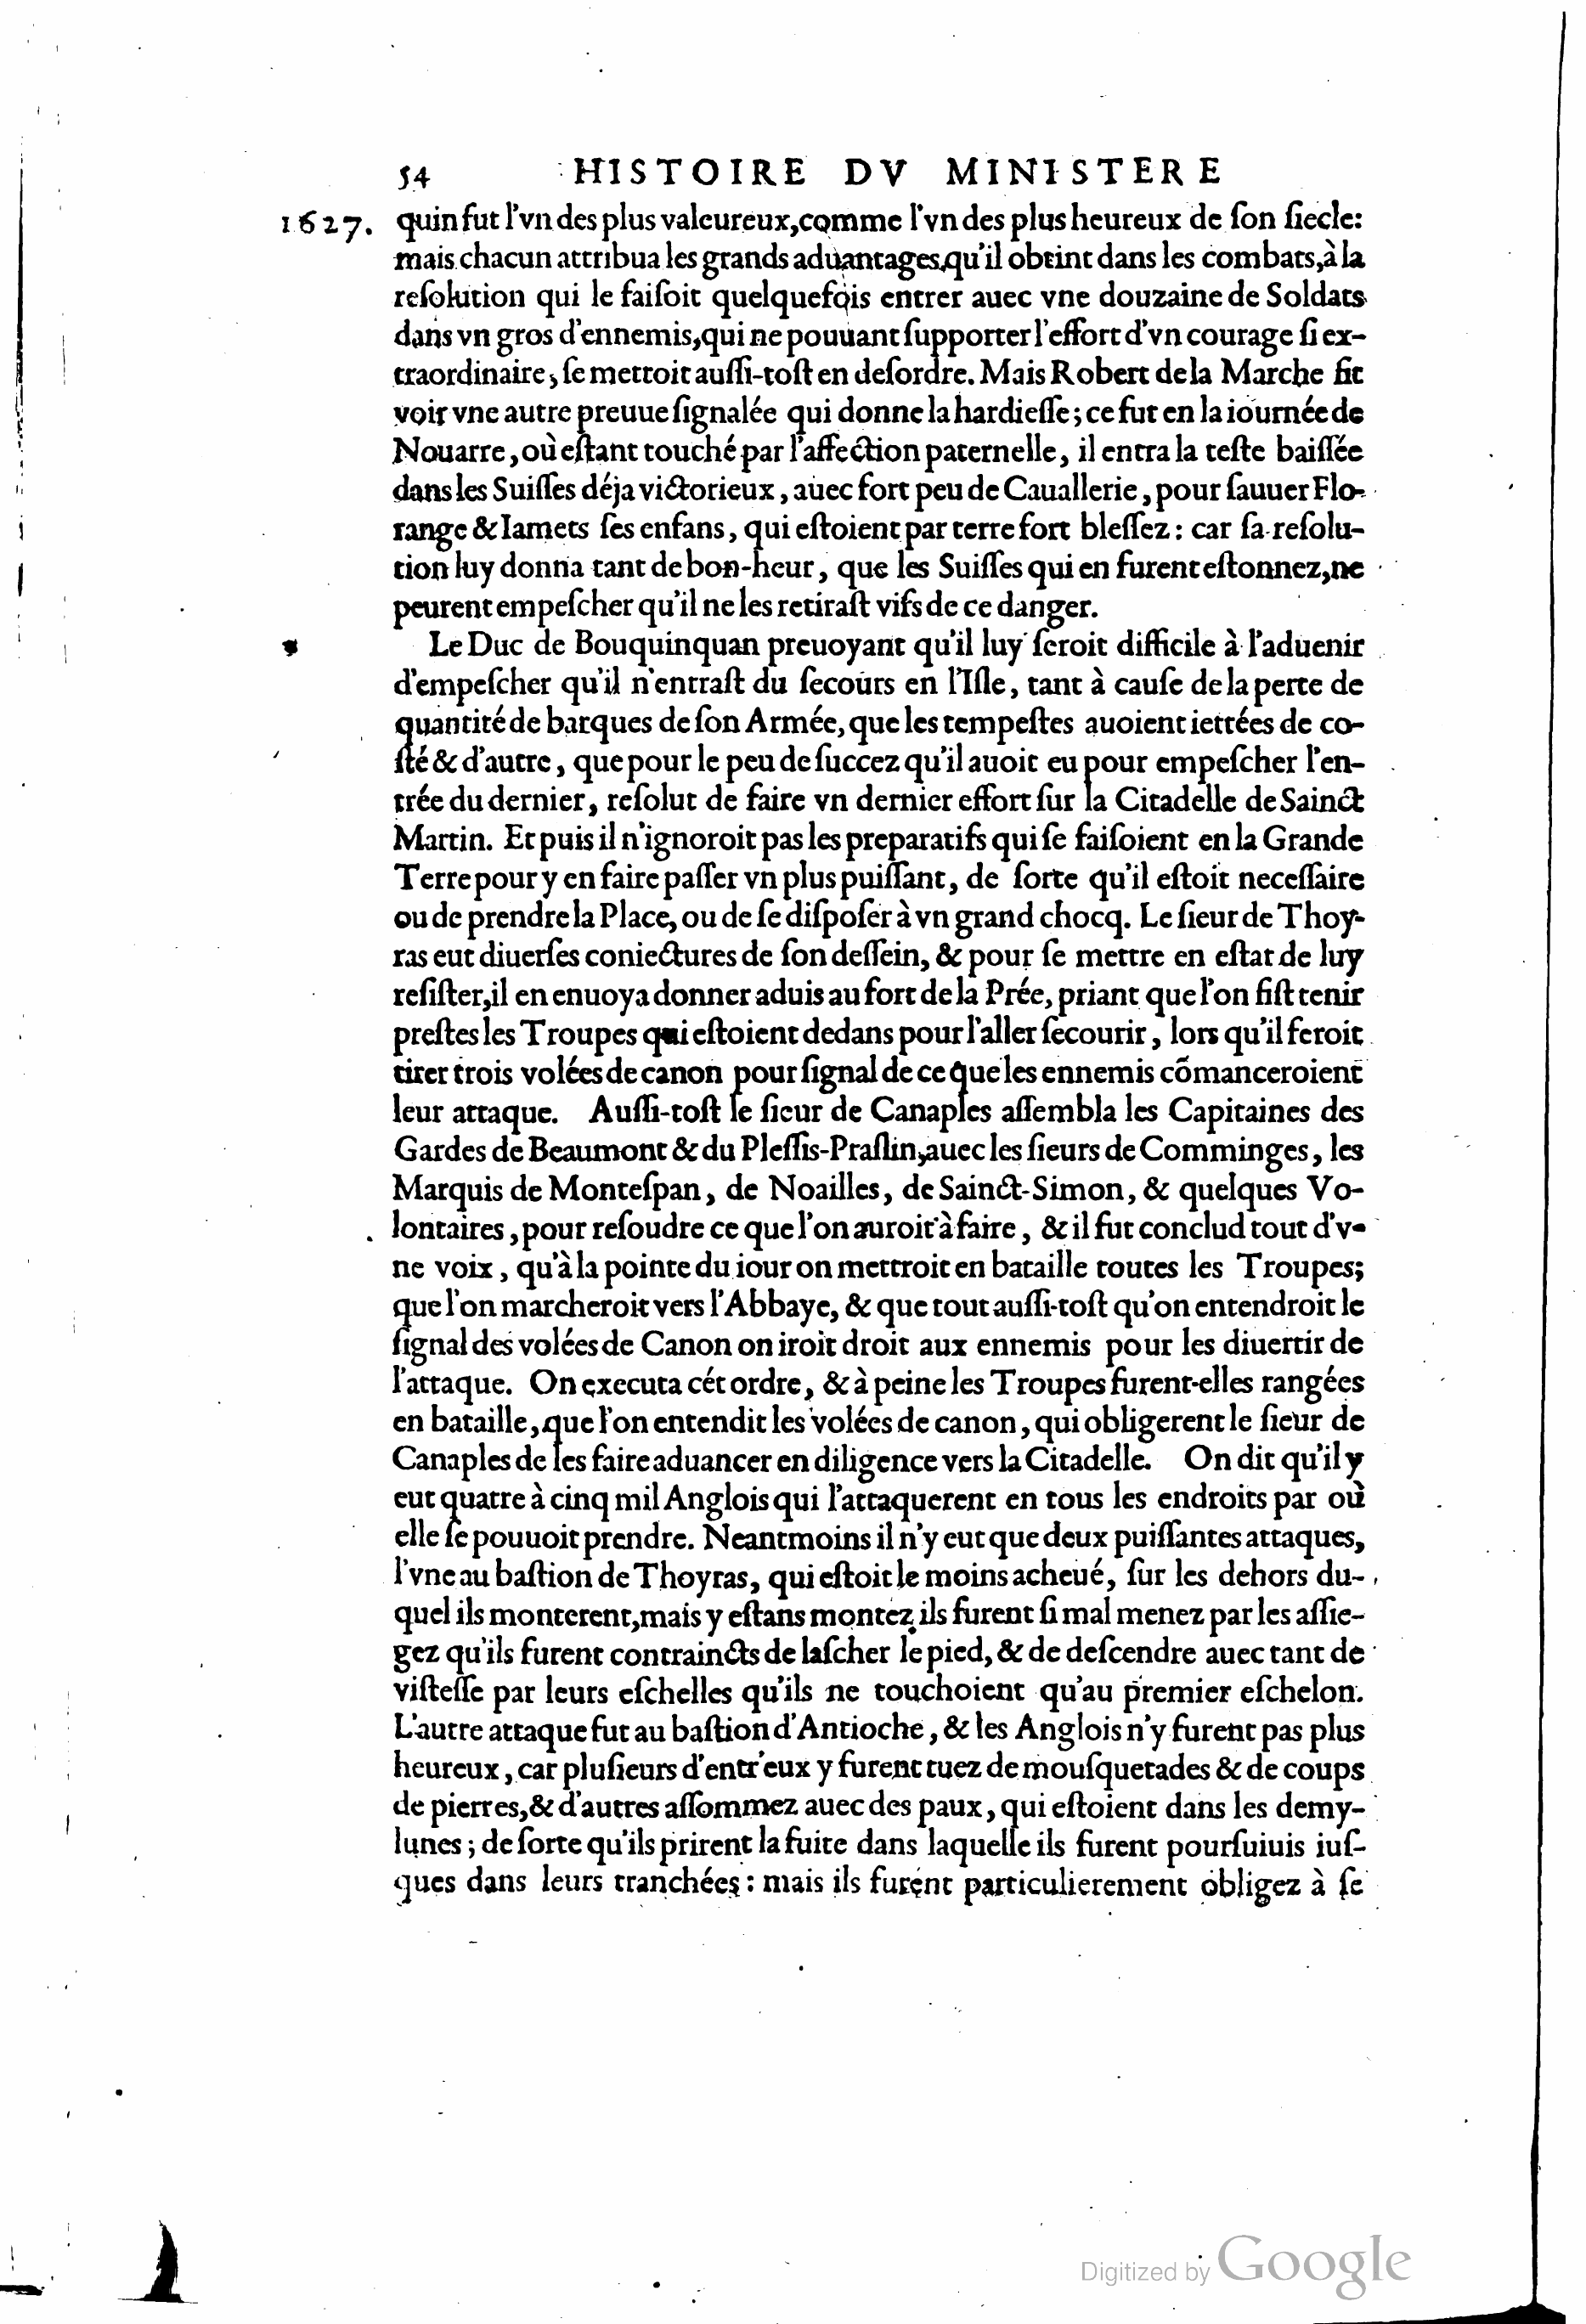 54 HISTOIRE DV MINISTERE
1627. quin fut l'vn des plus valeureux, comme l'vn des plus heureux de ſon ſiecle:
mais chacun attribua les grands aduantages qu'il obtint dans les combats, à la
reſolution qui le faiſoit quelquefois entrer auec vne douzaine de Soldats
dans vn gros d'ennemis, qui ne pouuant ſupporter l'effort d'vn courage ſi ex-
traordinaire, ſe mettoit auſſi-toſt en deſordre. Mais Robert de la Marche fit
voir vne autre preuue ſignalée qui donne la hardieſſe; ce fut en la iournée de
Nouarre, où eſtant touché par l'affection paternelle, il entra la teſte baiſſée
dans les Suiſſes déja victorieux, auec fort peu de Cauallerie, pour ſauuer Flo-
range & Iamets ſes enfans, qui eſtoient par terre fort bleſſez: car ſa reſolu-
tion luy donna tant de bon-heur, que les Suiſſes qui en furent eſtonnez, ne
peurent empeſcher qu'il ne les retiraſt vifs de ce danger.
Le Duc de Bouquinquan preuoyant qu'il luy ſeroit difficile à l'aduenir
d'empeſcher qu'il n'entraſt du ſecours en l'Iſle, tant à cauſe de la perte de
quantité de barques de ſon Armée, que les tempeſtes auoient iettées de co-
ſté & d'autre, que pour le peu de ſuccez qu'il auoit eu pour empeſcher l'en-
trée du dernier, reſolut de faire vn dernier effort ſur la Citadelle de Sainct
Martin. Et puis il n'ignoroit pas les preparatifs qui ſe faiſoient en la Grande
Terre pour y en faire paſſer vn plus puiſſant, de ſorte qu'il eſtoit neceſſaire
ou de prendre la Place, ou de ſe diſpoſer à vn grand chocq. Le ſieur de Thoy-
ras eut diuerſes coniectures de ſon deſſein, & pour ſe mettre en eſtat de luy
reſiſter, il en enuoya donner aduis au fort de la Prée, priant que l'on fiſt tenir
preſtes les Troupes qui eſtoient dedans pour l'aller ſecourir, lors qu'il feroit
tirer trois volées de canon pour ſignal de ce que les ennemis cõmanceroient
leur attaque. Auſſi-toſt le ſieur de Canaples aſſembla les Capitaines des
Gardes de Beaumont & du Pleſſis-Praſlin, auec les ſieurs de Comminges, les
Marquis de Monteſpan, de Noailles, de Sainct-Simon, & quelques Vo-
lontaires, pour reſoudre ce que l'on auroit à faire, & il fut conclud tout d'v-
ne voix, qu'à la pointe du iour on mettroit en bataille toutes les Troupes;
que l'on marcheroit vers l'Abbaye, & que tout auſſi-toſt qu'on entendroit le
ſignal des volées de Canon on iroit droit aux ennemis pour les diuertir de
l'attaque. On executa cét ordre, & à peine les Troupes furent-elles rangées
en bataille, que l'on entendit les volées de canon, qui obligerent le ſieur de
Canaples de les faire aduancer en diligence vers la Citadelle. On dit qu'il y
eut quatre à cinq mil Anglois qui l'attaquerent en tous les endroits par où
elle ſe pouuoit prendre. Neantmoins il n'y eut que deux puiſſantes attaques,
l'vne au baſtion de Thoyras, qui eſtoit le moins acheué, ſur les dehors du-
quel ils monterent, mais y eſtans montez ils furent ſi mal menez par les aſſie-
gez qu'ils furent contraincts de laſcher le pied, & de deſcendre auec tant de
viſteſſe par leurs eſchelles qu'ils ne touchoient qu'au premier eſchelon.
L'autre attaque fut au baſtion d'Antioche, & les Anglois n'y furent pas plus
heureux, car pluſieurs d'entr'eux y furent tuez de mouſquetades & de coups
de pierres, & d'autres aſſommez auec des paux, qui eſtoient dans les demy-
lunes; de ſorte qu'ils prirent la fuite dans laquelle ils furent pourſuiuis iuſ-
ques dans leurs tranchées: mais ils furent particulierement obligez à ſe
Digitized by Google